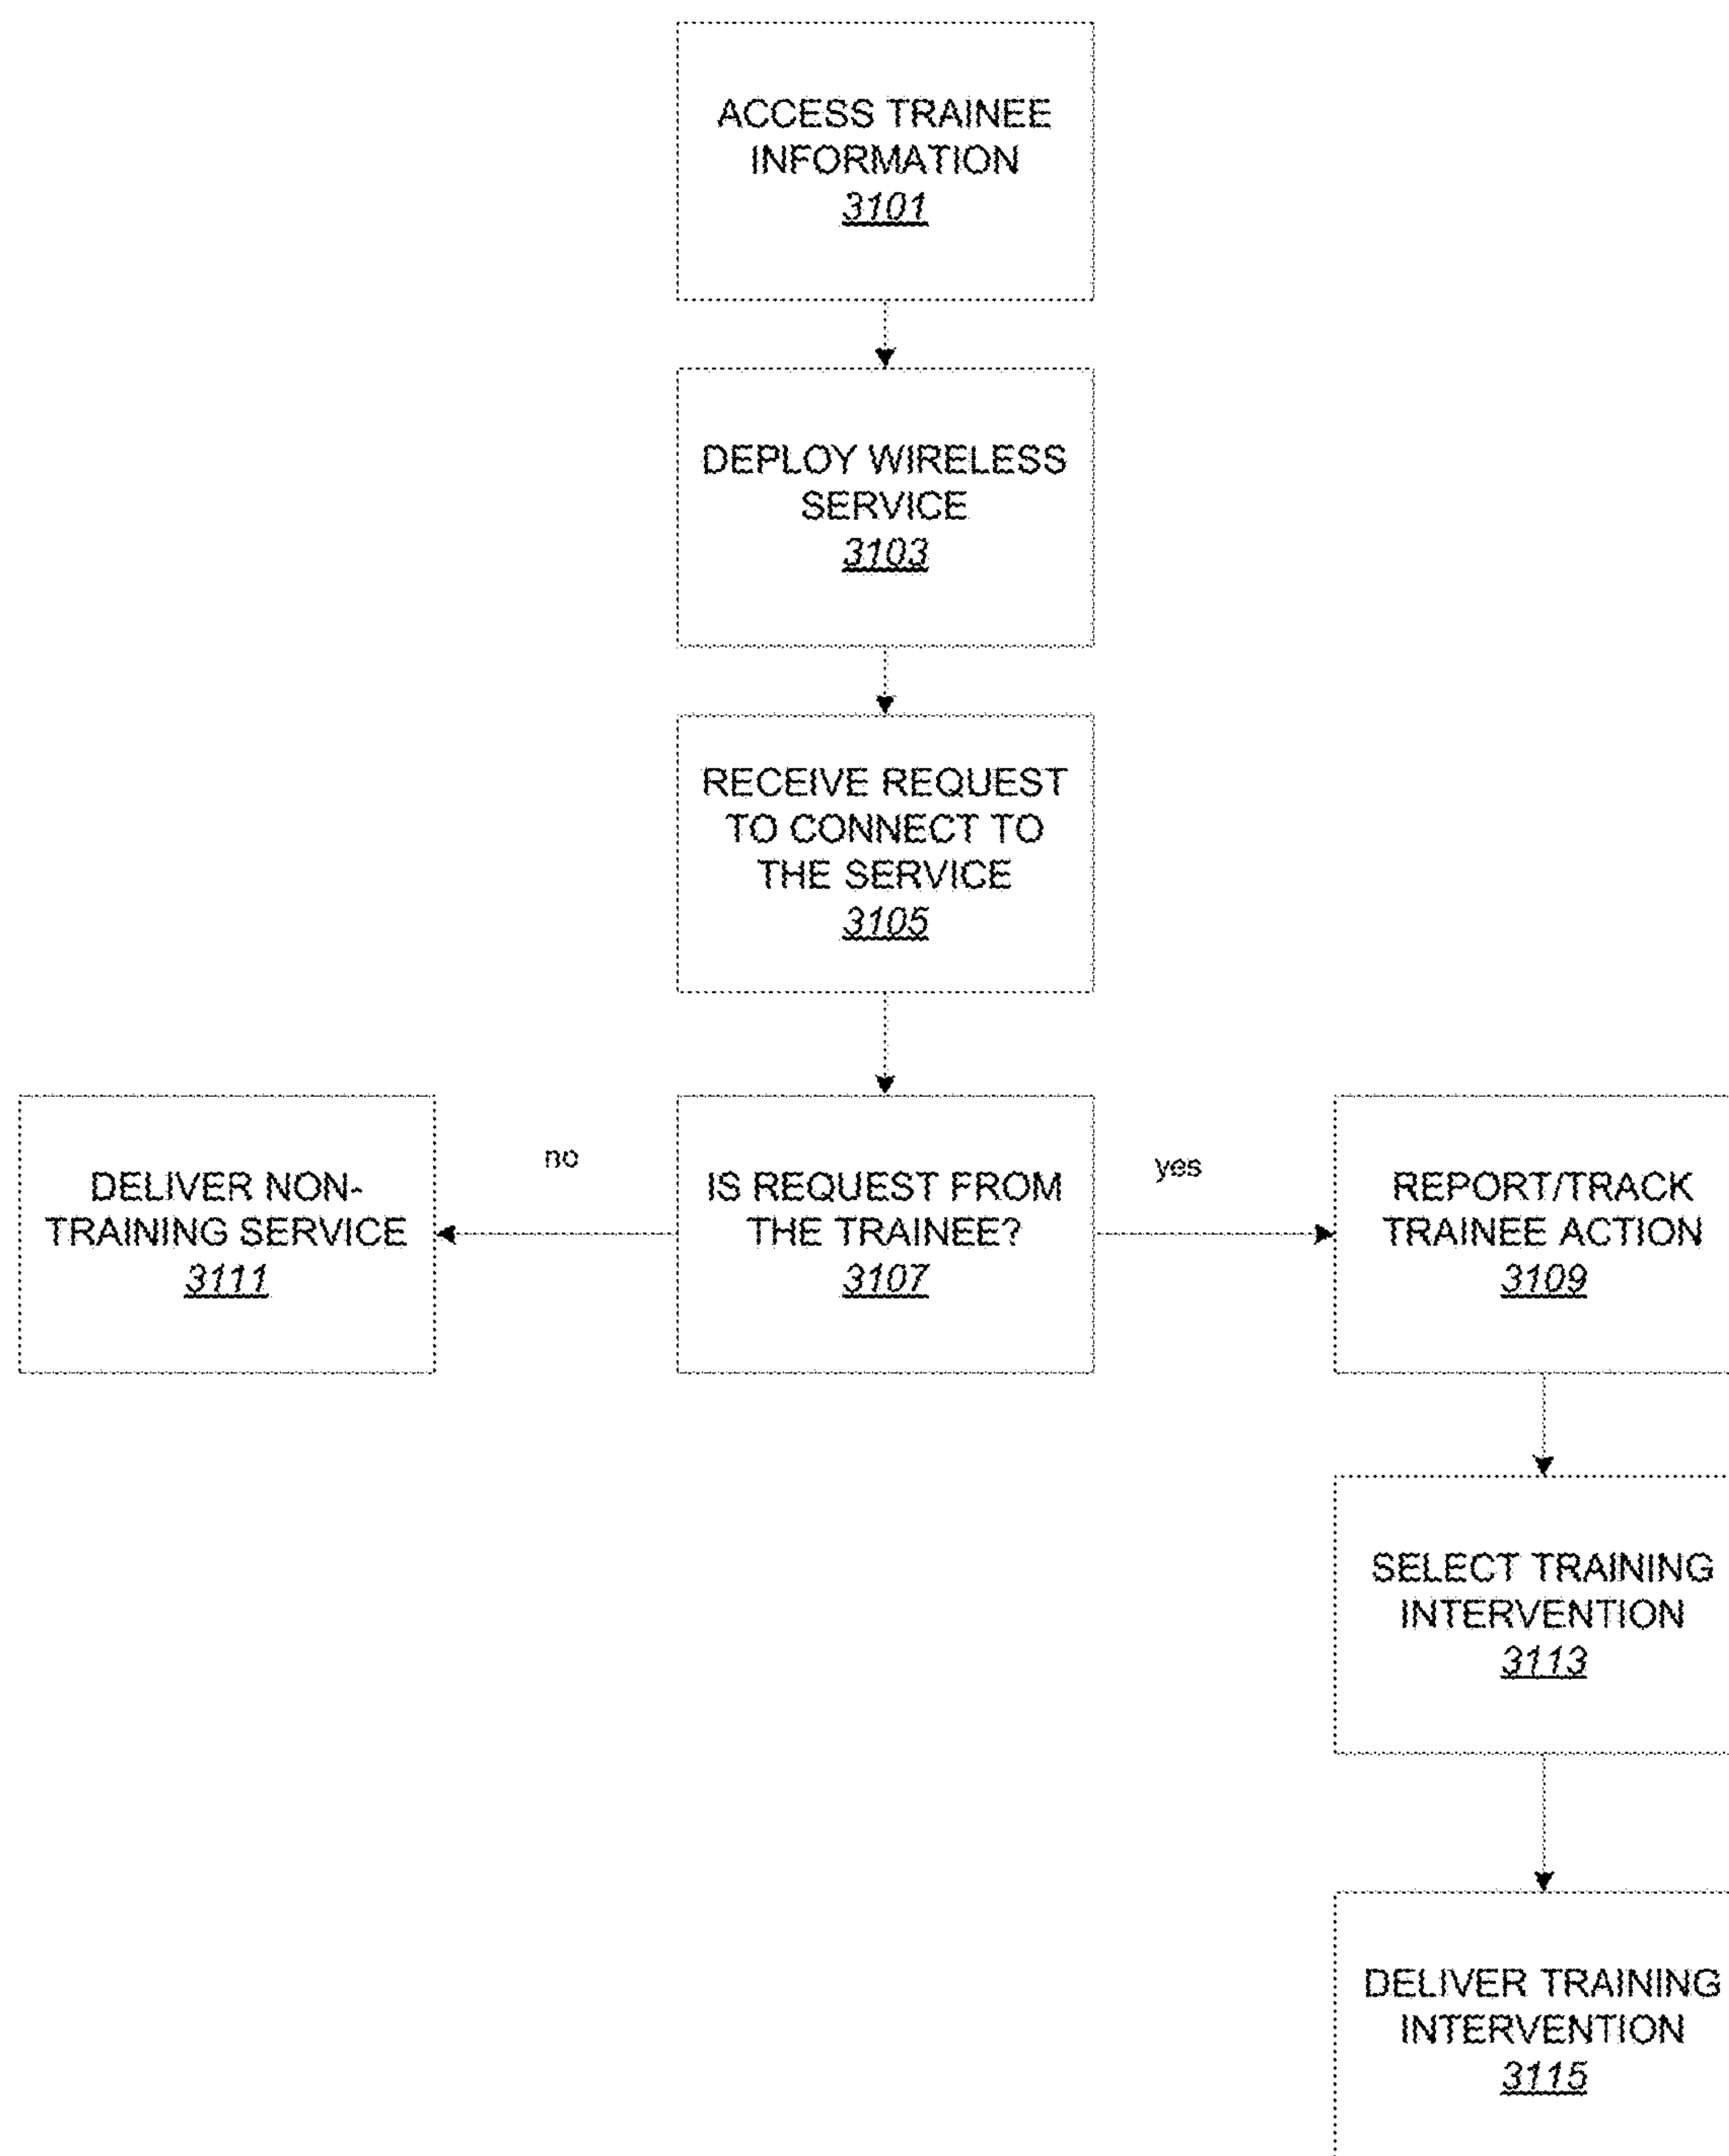 ACCESS TRAINEE
INFORMATION
3101
DEPLOY WIRELESS
SERVICE
3103
RECEIVE REQUEST
TO CONNECT TO
THE SERVICE
3105
DELIVER NON-
TRAINING SERVICE
3111
no
IS REQUEST FROM
THE TRAINEE?
3107
yes
REPORT/TRACK
TRAINEE ACTION
3109
SELECT TRAINING
INTERVENTION
3113
DELIVER TRAINING
INTERVENTION
3115